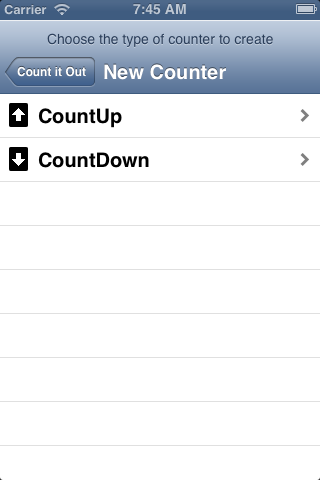 Carrier 7:45 AM
Choose the type of counter to create
Count it Out New Counter
CountUp
CountDown